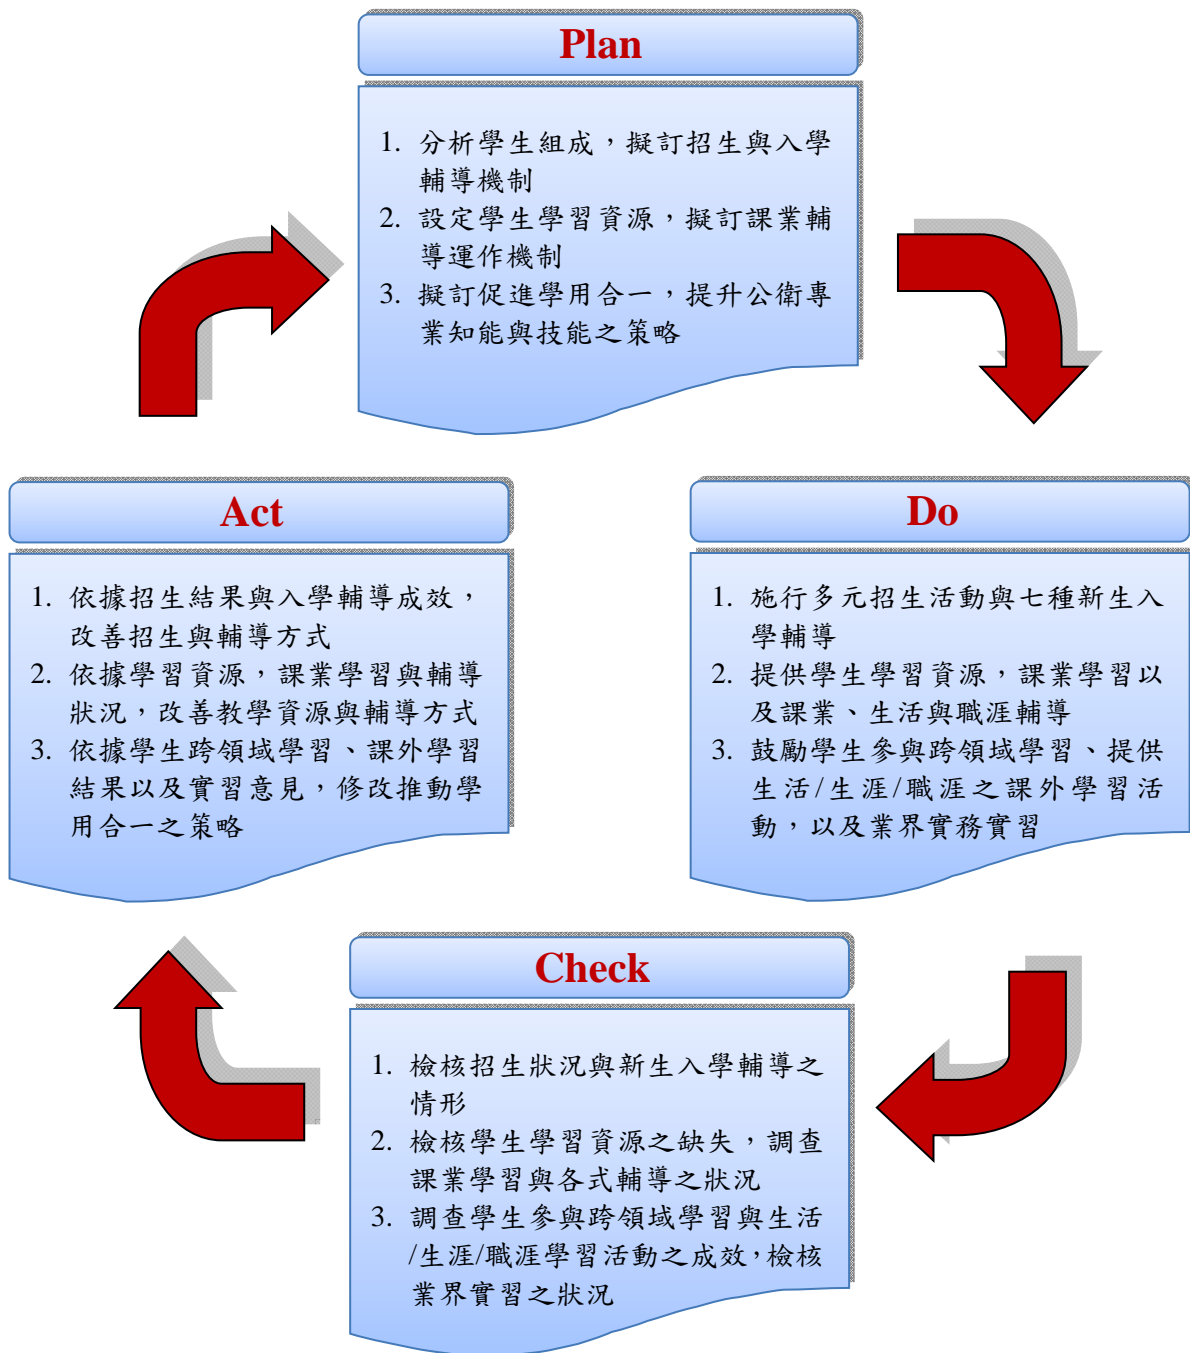 Plan
1. 分析學生組成，擬訂招生與入學
輔導機制
2. 設定學生學習資源，擬訂課業輔
導運作機制
3. 擬訂促進學用合一，提升公衛專
業知能與技能之策略
Act
1. 依據招生結果與入學輔導成效，
改善招生與輔導方式
2. 依據學習資源，課業學習與輔導
狀況，改善教學資源與輔導方式
3. 依據學生跨領域學習、課外學習
結果以及實習意見，修改推動學
用合一之策略
Do
1. 施行多元招生活動與七種新生入
學輔導
2. 提供學生學習資源，課業學習以
及課業、生活與職涯輔導
3. 鼓勵學生參與跨領域學習、提供
生活/生涯/職涯之課外學習活
動，以及業界實務實習
Check
1. 檢核招生狀況與新生入學輔導之
情形
2. 檢核學生學習資源之缺失，調查
課業學習與各式輔導之狀況
3. 調查學生參與跨領域學習與生活
/生涯/職涯學習活動之成效，檢核
業界實習之狀況